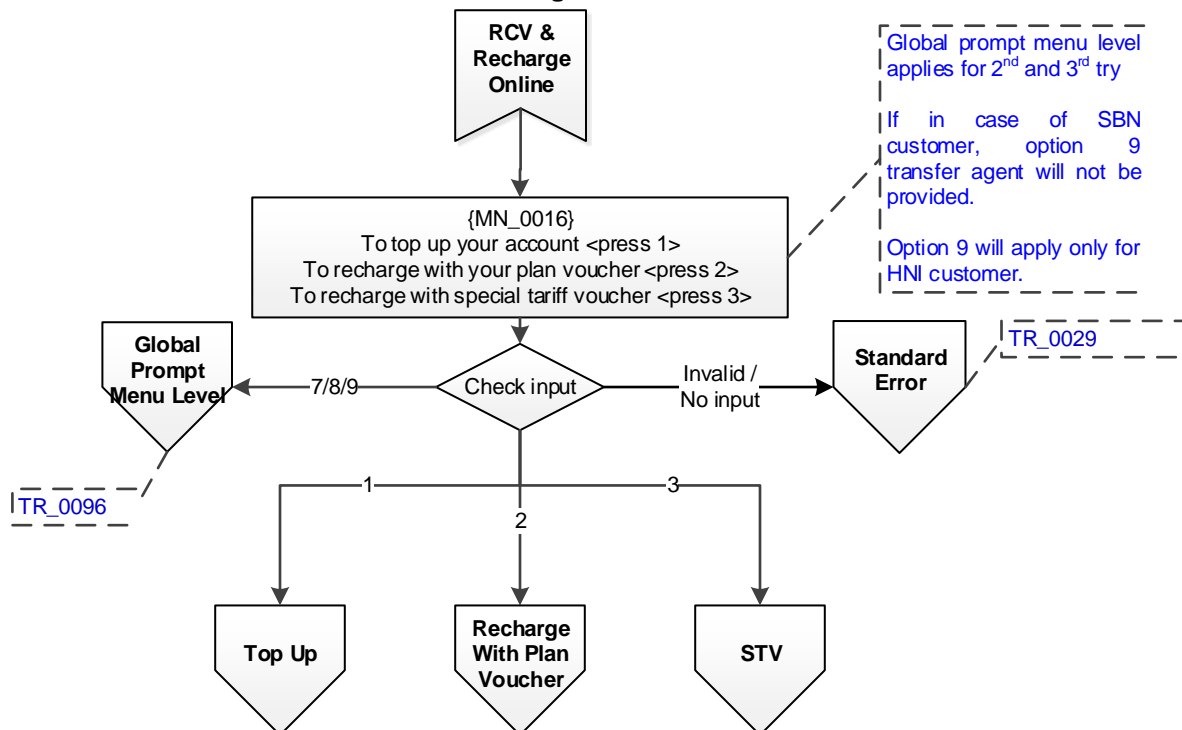 RCV &
Recharge
Online
Global prompt menu level
applies for 2nd and 3rd try
If in case of SBN
customer, option 9
transfer agent will not be
provided.
Option 9 will apply only for
HNI customer.
{MN_0016}
To top up your account <press 1>
To recharge with your plan voucher <press 2>
To recharge with special tariff voucher <press 3>
Global
Prompt
Menu Level
7/8/9
Check input
Invalid /
No input
Standard
Error
TR_0029
TR_0096
1
2
3
Top Up
Recharge
With Plan
Voucher
STV